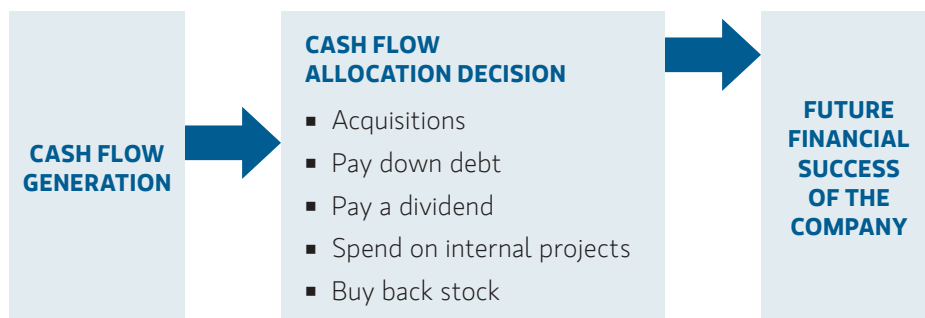 CASH FLOW
GENERATION
CASH FLOW
ALLOCATION DECISION
▪ Acquisitions
▪ Pay down debt
▪ Pay a dividend
▪ Spend on internal projects
▪ Buy back stock
FUTURE
FINANCIAL
SUCCESS
OF THE
COMPANY